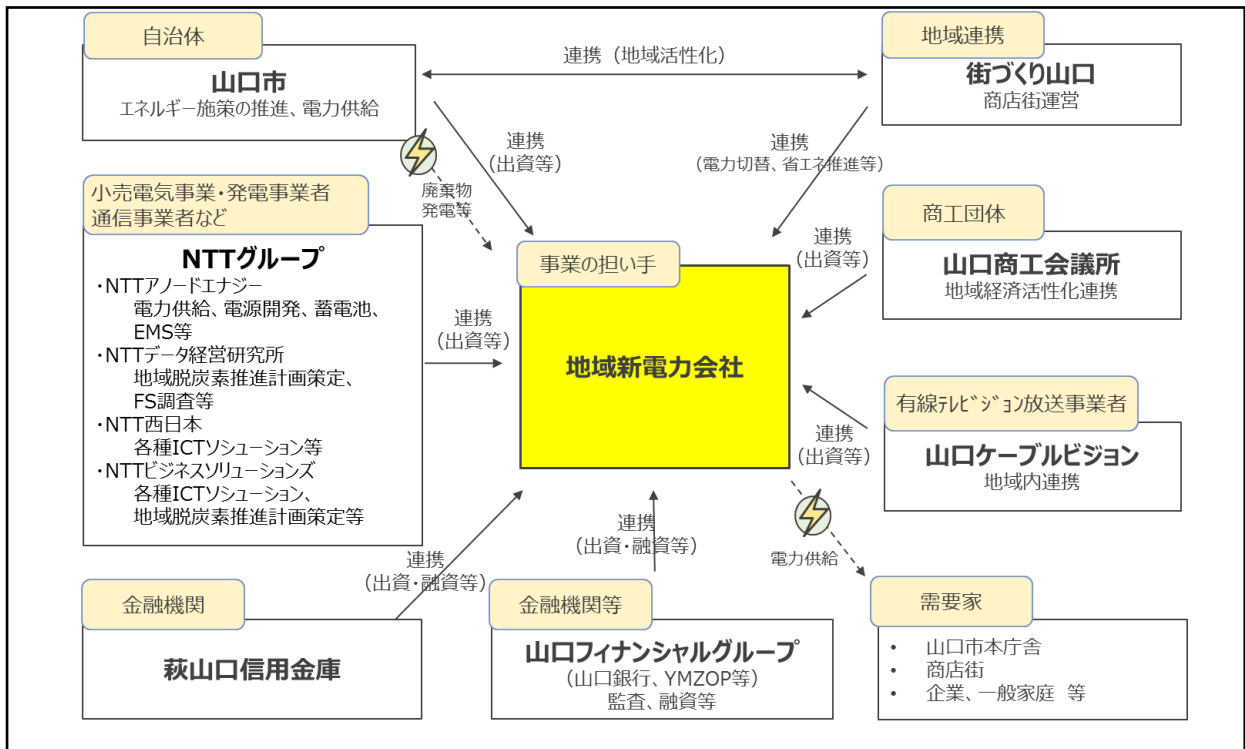 自治体
山口市
エネルギー施策の推進、電力供給
連携（地域活性化）
地域連携
街づくり山口
商店街運営
連携
（出資等）
連携
（電力切替、省エネ推進等）
廃棄物
発電等
小売電気事業・発電事業者
通信事業者など
NTTグループ
・NTTアノードエナジー
電力供給、電源開発、蓄電池、
EMS等
・NTTデータ経営研究所
地域脱炭素推進計画策定、
FS調査等
・NTT西日本
各種ICTソシューション等
・NTTビジネスソリューションズ
各種ICTソシューション、
地域脱炭素推進計画策定等
連携
（出資等）
事業の担い手
地域新電力会社
商工団体
山口商工会議所
地域経済活性化連携
連携
（出資等）
有線ﾃﾚﾋﾞｼﾞｮﾝ放送事業者
山口ケーブルビジョン
地域内連携
連携
（出資等）
電力供給
連携
（出資・融資等）
連携
（出資・融資等）
金融機関
萩山口信用金庫
金融機関等
山口フィナンシャルグループ
（山口銀行、YMZOP等）
監査、融資等
需要家
• 山口市本庁舎
• 商店街
• 企業、一般家庭 等